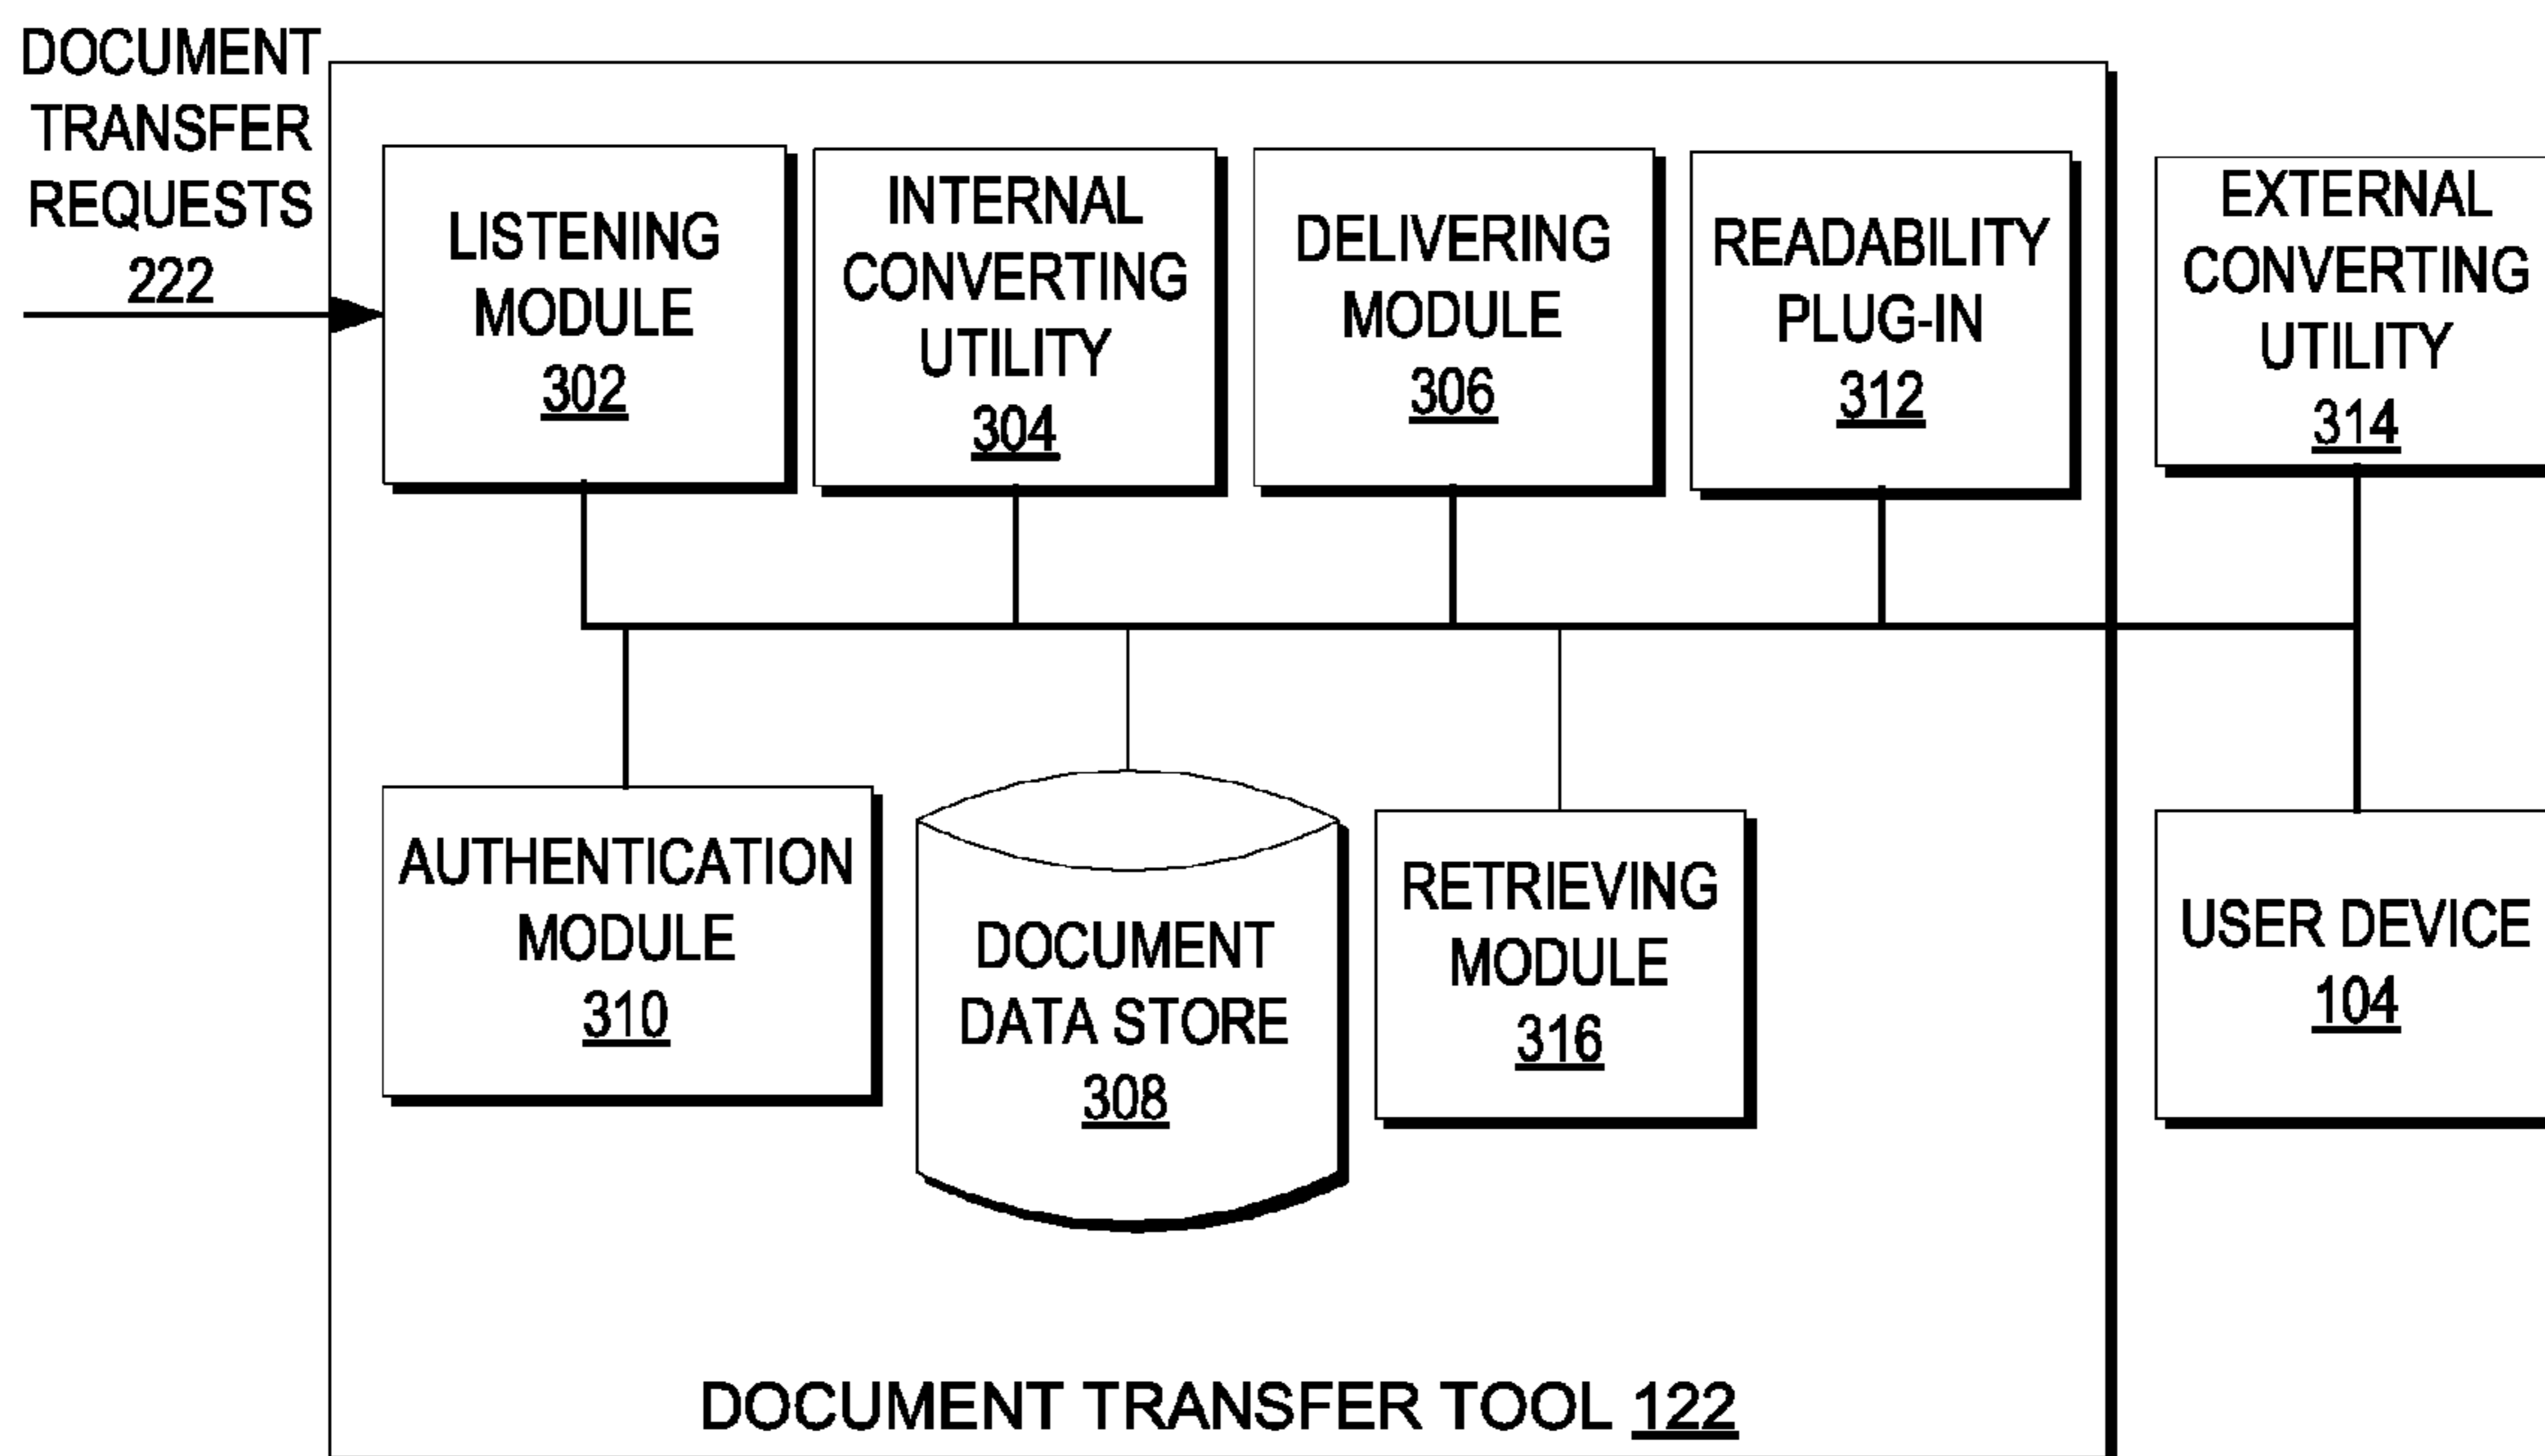 DOCUMENT
TRANSFER
REQUESTS
222
LISTENING
MODULE
302
INTERNAL
CONVERTING
UTILITY
304
DELIVERING
MODULE
306
READABILITY
PLUG-IN
312
EXTERNAL
CONVERTING
UTILITY
314
AUTHENTICATION
MODULE
310
DOCUMENT
DATA STORE
308
RETRIEVING
MODULE
316
USER DEVICE
104
DOCUMENT TRANSFER TOOL 122